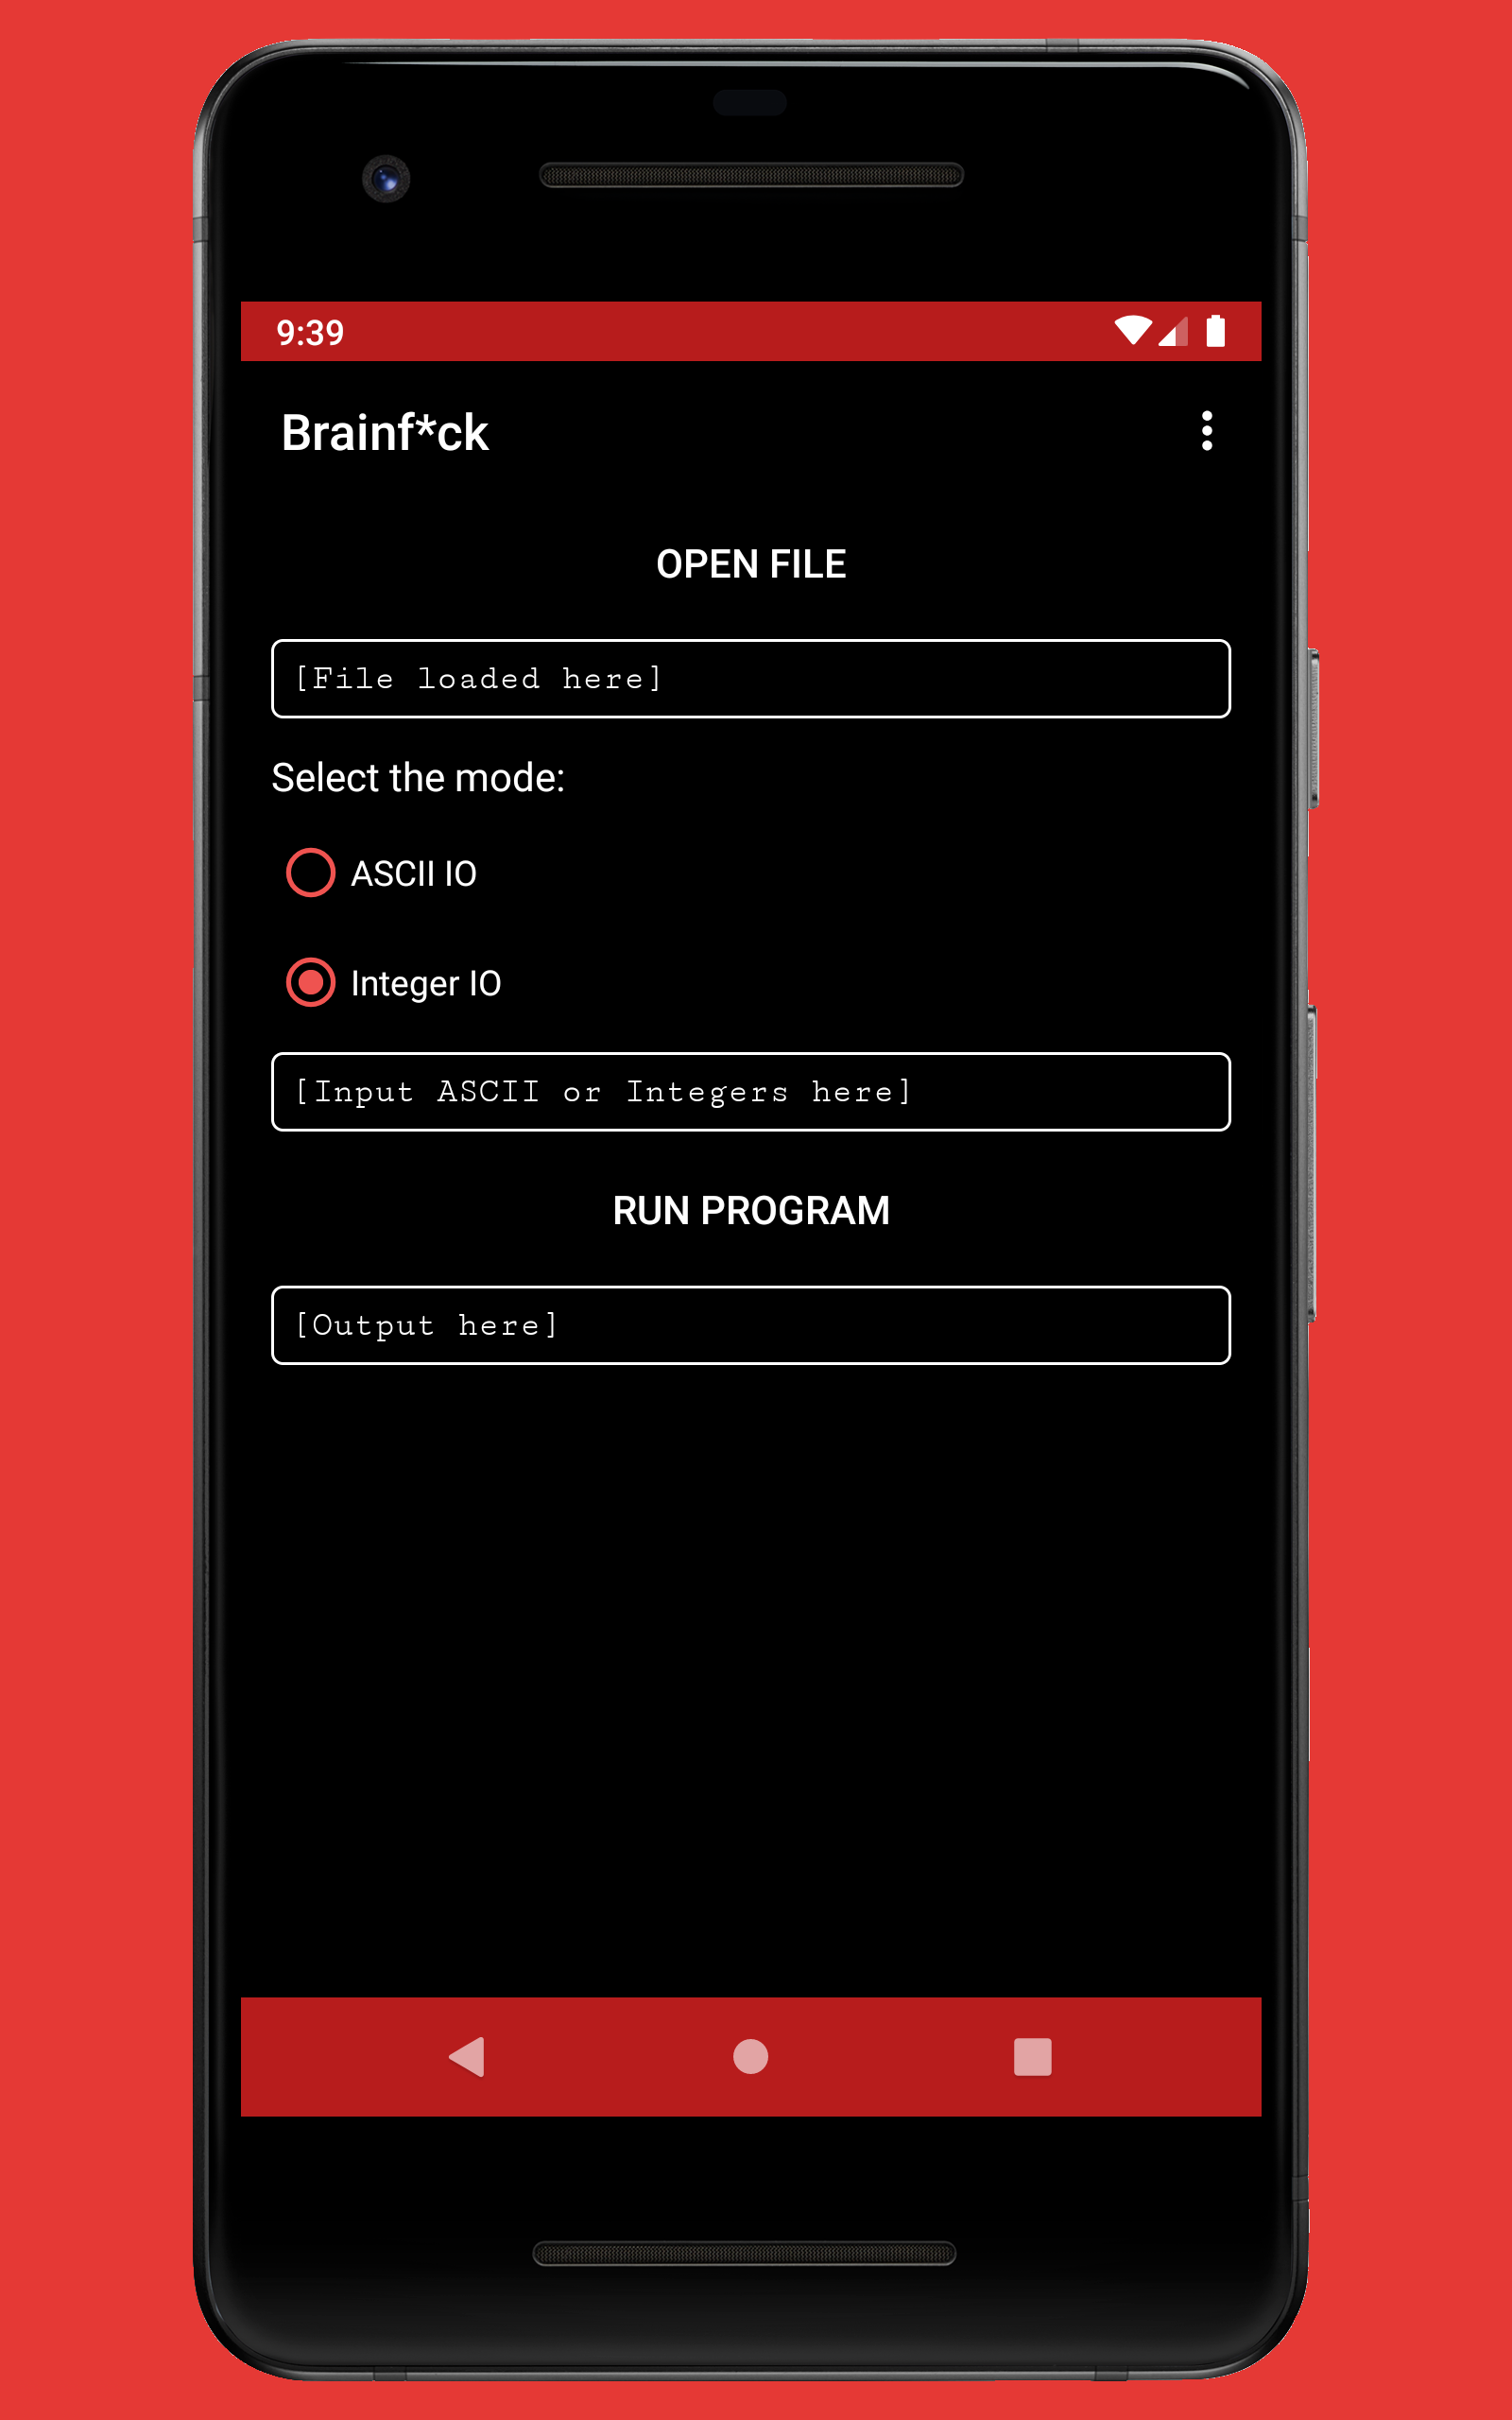 9:39
Brainf*ck
OPEN FILE
[File loaded here]
Select the mode:
ASCII IO
Integer IO
[Input ASCII or Integers here]
RUN PROGRAM
[Output here]